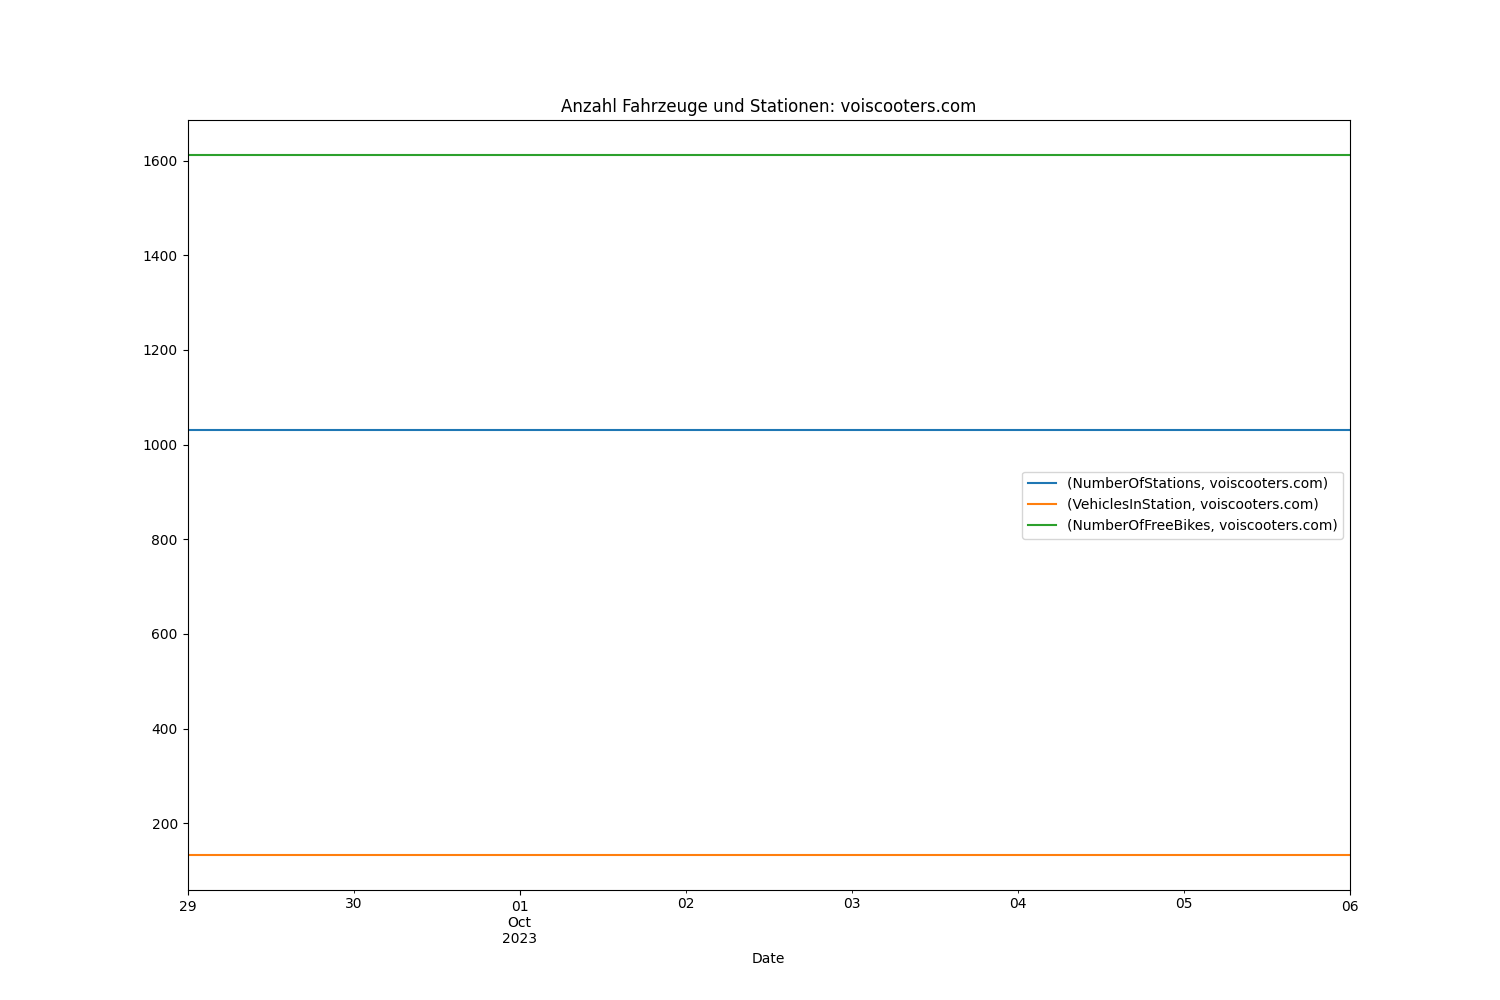 Anzahl Fahrzeuge und Stationen: voiscooters.com
1600
1400
1200
1000
800
600
400
200
(NumberOfStations, voiscooters.com)
(VehiclesInStation, voiscooters.com)
(NumberOfFreeBikes, voiscooters.com)
29 30 01 02 03 04 05 06
Oct
2023
Date